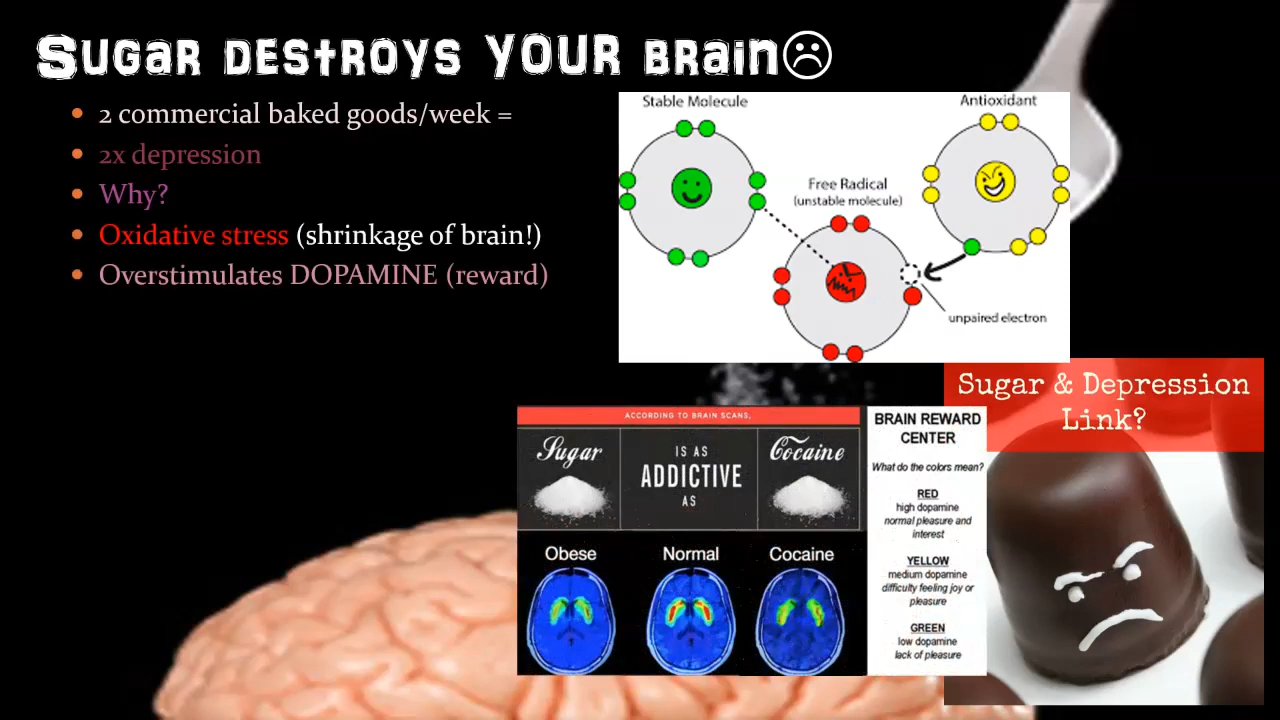 Sugar destroys YOUR brain☹
2 commercial baked goods/week =
2x depression
Why?
Oxidative stress (shrinkage of brain!)
Overstimulates DOPAMINE (reward)
Stable Molecule
Antioxidant
Free Radical
(unstable molecule)
unpaired electron
Sugar & Depression
Link?
ACCORDING TO BRAIN SCANS,
Sugar
IS AS
ADDICTIVE
AS
Cocaine
Obese
Normal
Cocaine
BRAIN REWARD
CENTER
What do the colors mean?
RED
high dopamine
normal pleasure and
interest
YELLOW
medium dopamine
difficulty feeling joy or
pleasure
GREEN
low dopamine
lack of pleasure